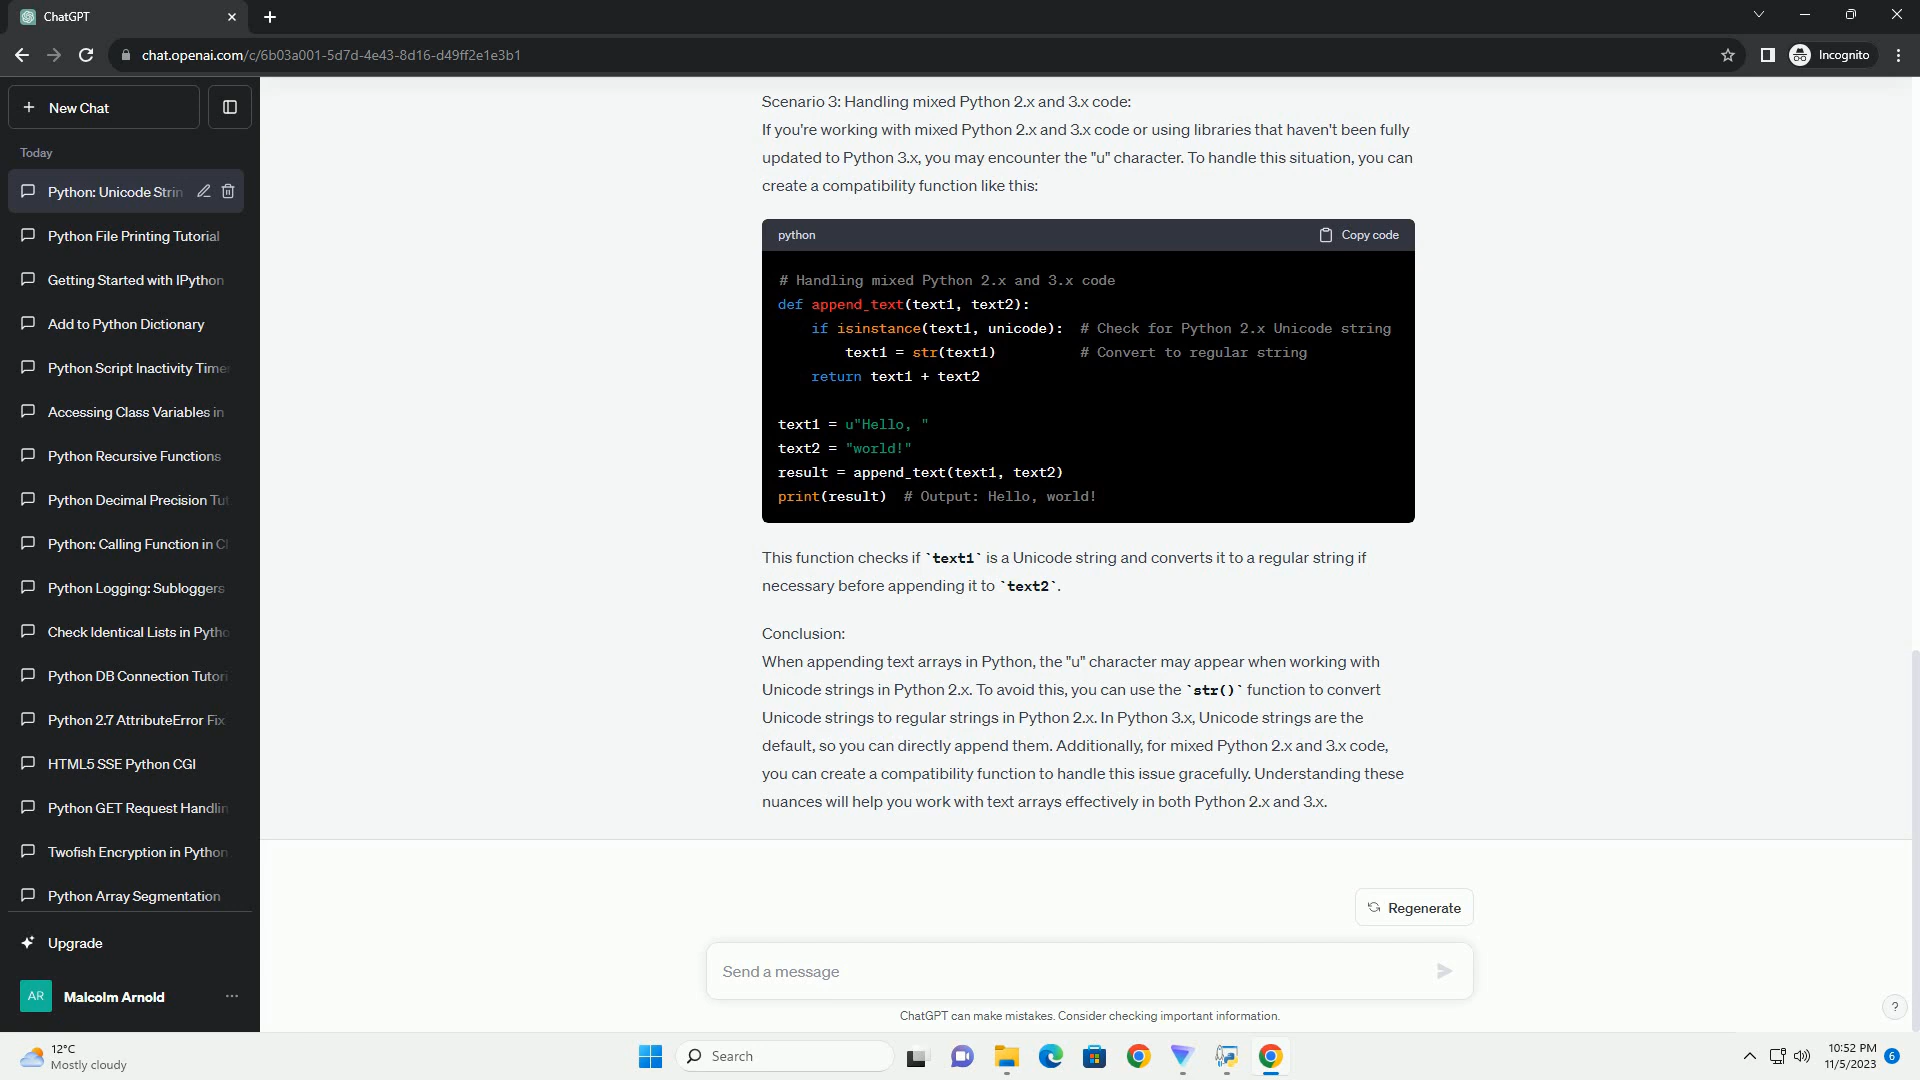 ChatGPT
chat.openai.com/c/6b03a001-5d7d-4e43-8d16-d49ff2e1e3b1
Incognito
New Chat
Today
Python: Unicode Strin
Python File Printing Tutorial
Getting Started with IPython
Add to Python Dictionary
Python Script Inactivity Time
Accessing Class Variables in
Python Recursive Functions
Python Decimal Precision Tut
Python: Calling Function in Cl
Python Logging: Subloggers
Check Identical Lists in Pytho
Python DB Connection Tutori
Python 2.7 AttributeError Fix
HTML5 SSE Python CGI
Python GET Request Handlin
Twofish Encryption in Python
Python Array Segmentation
Upgrade
AR Malcolm Arnold
Scenario 3: Handling mixed Python 2.x and 3.x code:
If you're working with mixed Python 2.x and 3.x code or using libraries that haven't been fully
updated to Python 3.x, you may encounter the "u" character. To handle this situation, you can
create a compatibility function like this:
python Copy code
# Handling mixed Python 2.x and 3.x code
def append_text(text1, text2):
    if isinstance(text1, unicode):  # Check for Python 2.x Unicode string
        text1 = str(text1)          # Convert to regular string
    return text1 + text2
text1 = u"Hello, "
text2 = "world!"
result = append_text(text1, text2)
print(result)  # Output: Hello, world!
This function checks if `text1` is a Unicode string and converts it to a regular string if
necessary before appending it to `text2`.
Conclusion:
When appending text arrays in Python, the "u" character may appear when working with
Unicode strings in Python 2.x. To avoid this, you can use the `str()` function to convert
Unicode strings to regular strings in Python 2.x. In Python 3.x, Unicode strings are the
default, so you can directly append them. Additionally, for mixed Python 2.x and 3.x code,
you can create a compatibility function to handle this issue gracefully. Understanding these
nuances will help you work with text arrays effectively in both Python 2.x and 3.x.
Regenerate
Send a message
ChatGPT can make mistakes. Consider checking important information.
?
12°C
Mostly cloudy
Search
10:52 PM
11/5/2023
6